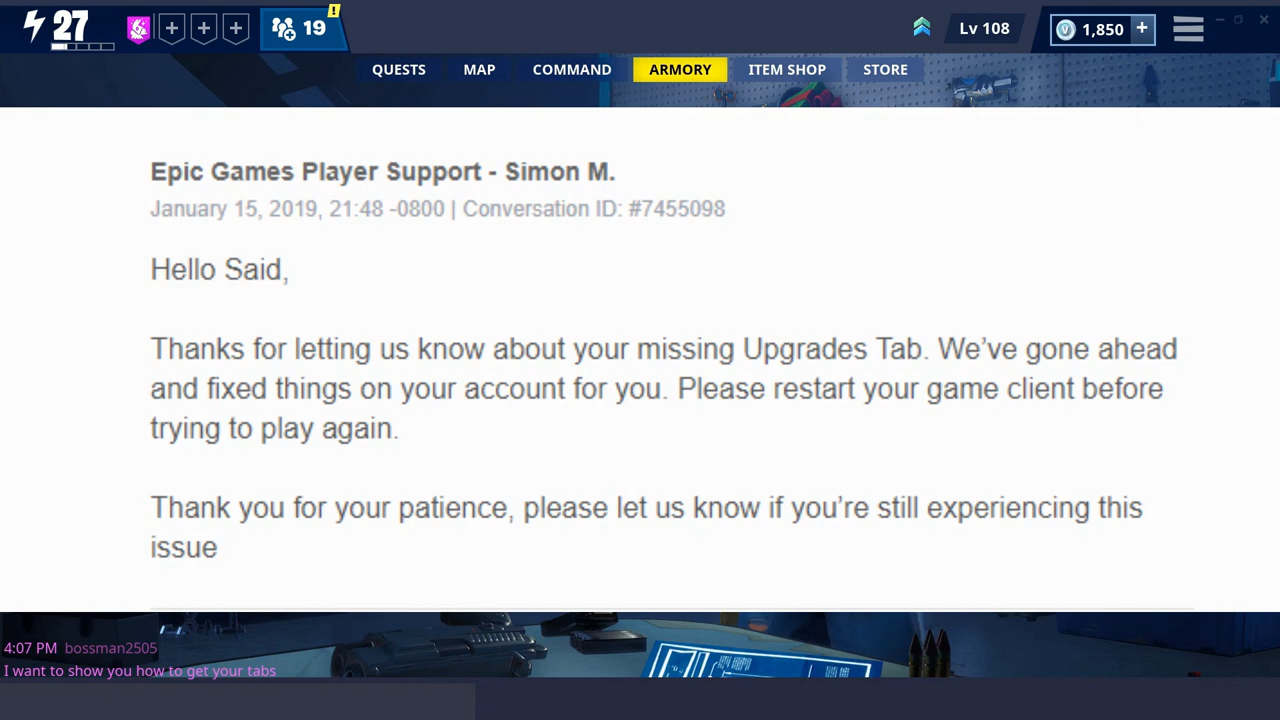 27
19
!
Lv 108
V 1,850 +
QUESTS MAP COMMAND ARMORY ITEM SHOP STORE
Epic Games Player Support - Simon M.
January 15, 2019, 21:48 -0800 | Conversation ID: #7455098
Hello Said,
Thanks for letting us know about your missing Upgrades Tab. We’ve gone ahead
and fixed things on your account for you. Please restart your game client before
trying to play again.
Thank you for your patience, please let us know if you’re still experiencing this
issue
4:07 PM bossman2505
I want to show you how to get your tabs